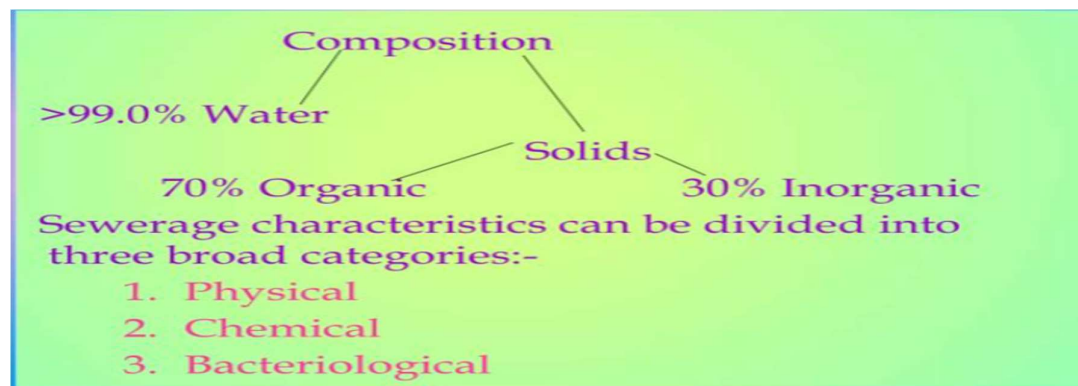 Composition
>99.0% Water
Solids
70% Organic 30% Inorganic
Sewerage characteristics can be divided into
three broad categories:-
1. Physical
2. Chemical
3. Bacteriological